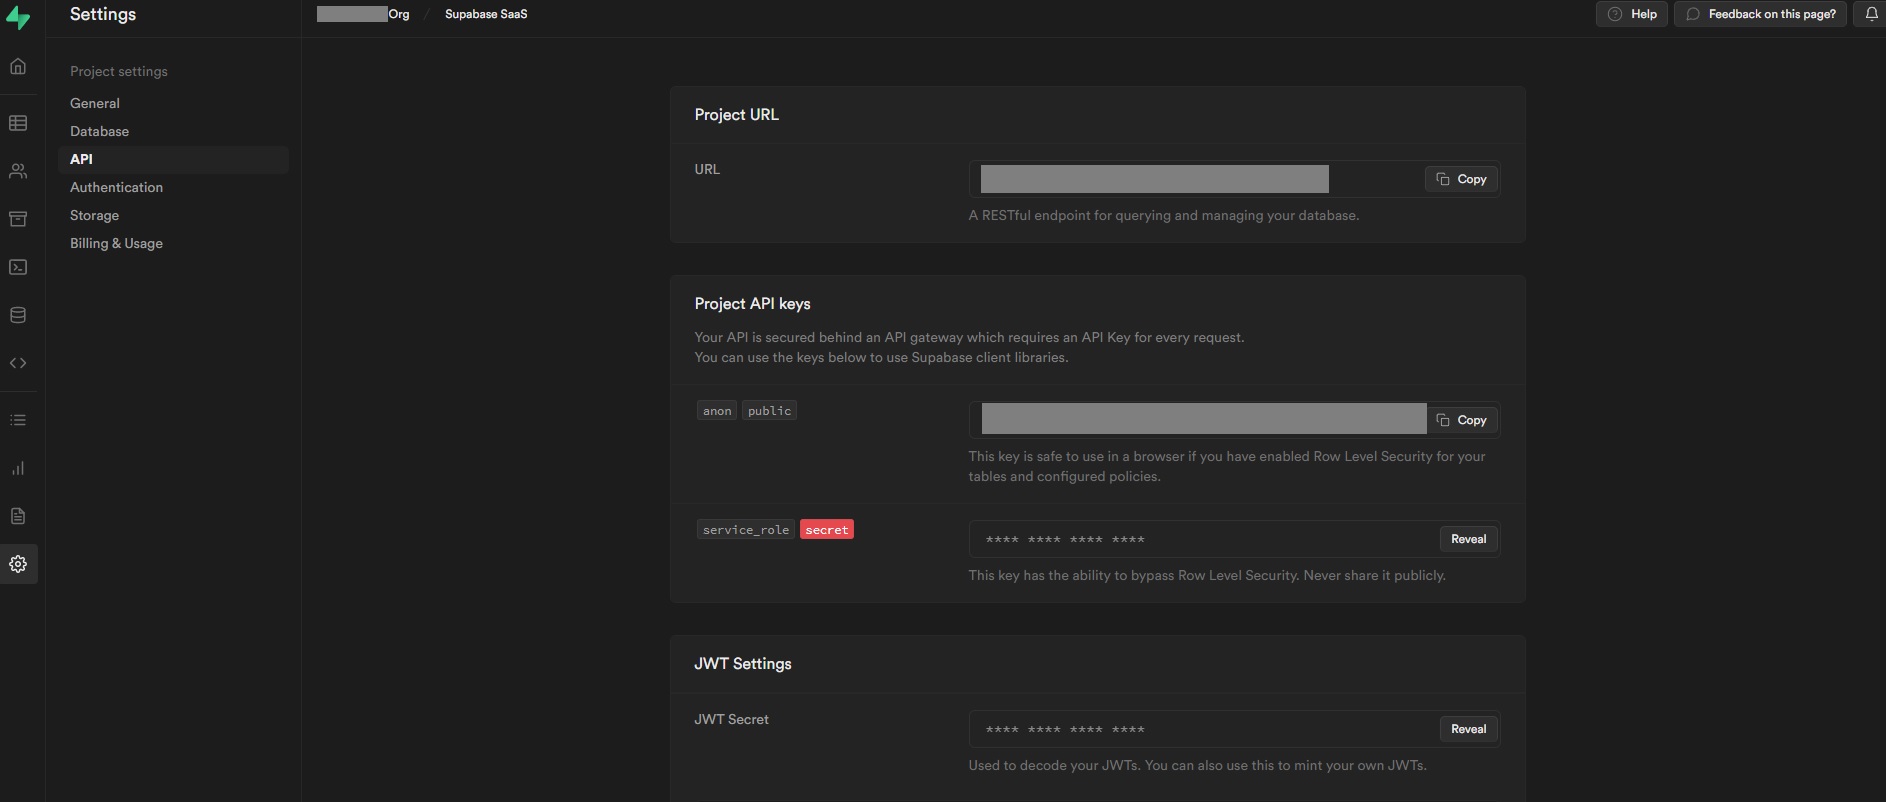 Settings
Org / Supabase SaaS
Help
Feedback on this page?
Project settings
General
Database
API
Authentication
Storage
Billing & Usage
Project URL
URL
Copy
A RESTful endpoint for querying and managing your database.
Project API keys
Your API is secured behind an API gateway which requires an API Key for every request.
You can use the keys below to use Supabase client libraries.
anon public
Copy
This key is safe to use in a browser if you have enabled Row Level Security for your
tables and configured policies.
service_role secret
**** **** **** ****
Reveal
This key has the ability to bypass Row Level Security. Never share it publicly.
JWT Settings
JWT Secret
**** **** **** ****
Reveal
Used to decode your JWTs. You can also use this to mint your own JWTs.